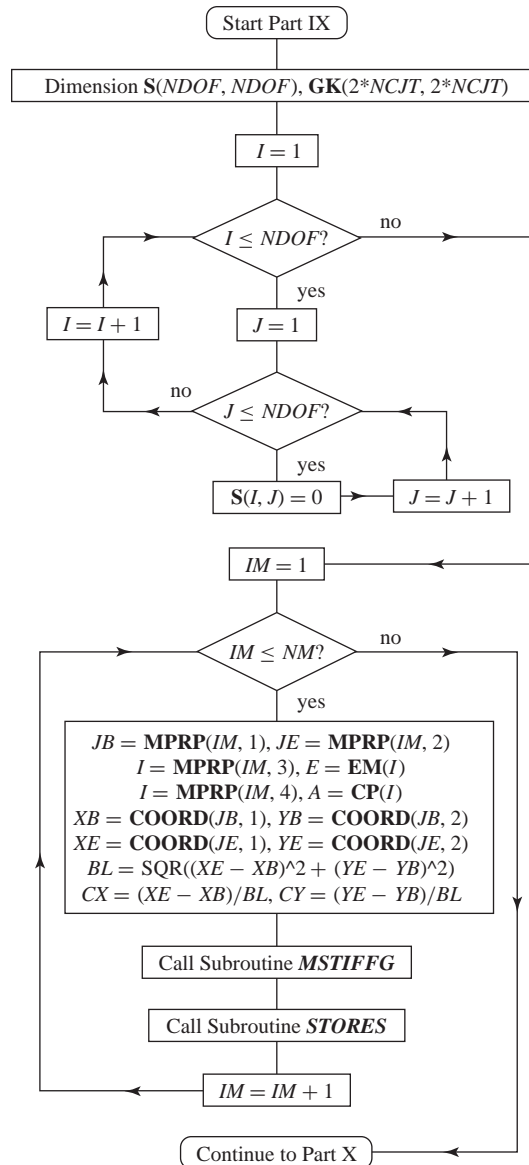 Start Part IX
Dimension S(NDOF, NDOF), GK(2*NCJT, 2*NCJT)
I = 1
I ≤ NDOF?
no
yes
I = I + 1
J = 1
no
J ≤ NDOF?
yes
S(I, J) = 0
J = J + 1
IM = 1
IM ≤ NM?
no
yes
JB = MPRP(IM, 1), JE = MPRP(IM, 2)
I = MPRP(IM, 3), E = EM(I)
I = MPRP(IM, 4), A = CP(I)
XB = COORD(JB, 1), YB = COORD(JB, 2)
XE = COORD(JE, 1), YE = COORD(JE, 2)
BL = SQR((XE − XB)^2 + (YE − YB)^2)
CX = (XE − XB)/BL, CY = (YE − YB)/BL
Call Subroutine MSTIFFG
Call Subroutine STORES
IM = IM + 1
Continue to Part X